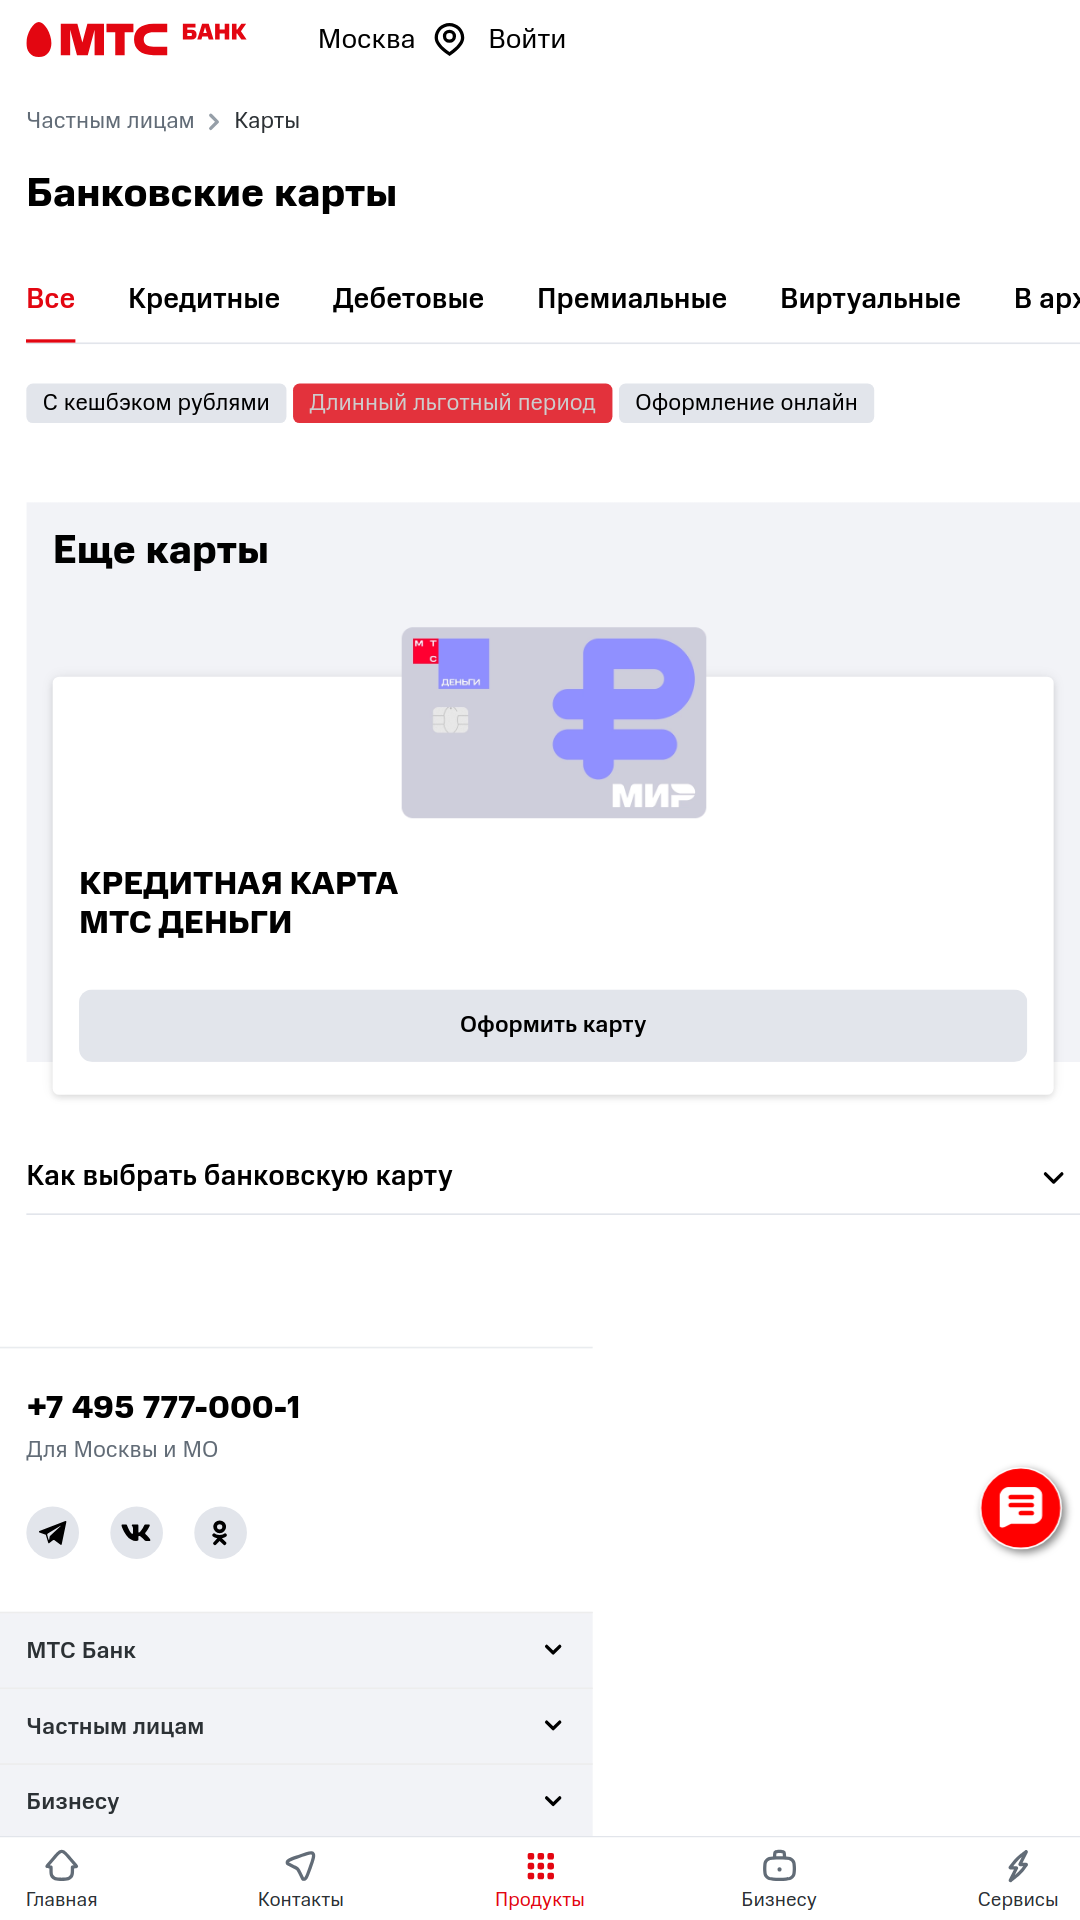 МТС БАНК
Москва
Войти
Частным лицам
Карты
Банковские карты
Все
Кредитные
Дебетовые
Премиальные
Виртуальные
В арх
С кешбэком рублями
Длинный льготный период
Оформление онлайн
Еще карты
М Т
С
ДЕНЬГИ
МИР
КРЕДИТНАЯ КАРТА
МТС ДЕНЬГИ
Оформить карту
Как выбрать банковскую карту
+7 495 777-000-1
Для Москвы и МО
МТС Банк
Частным лицам
Бизнесу
Главная
Контакты
Продукты
Бизнесу
Сервисы